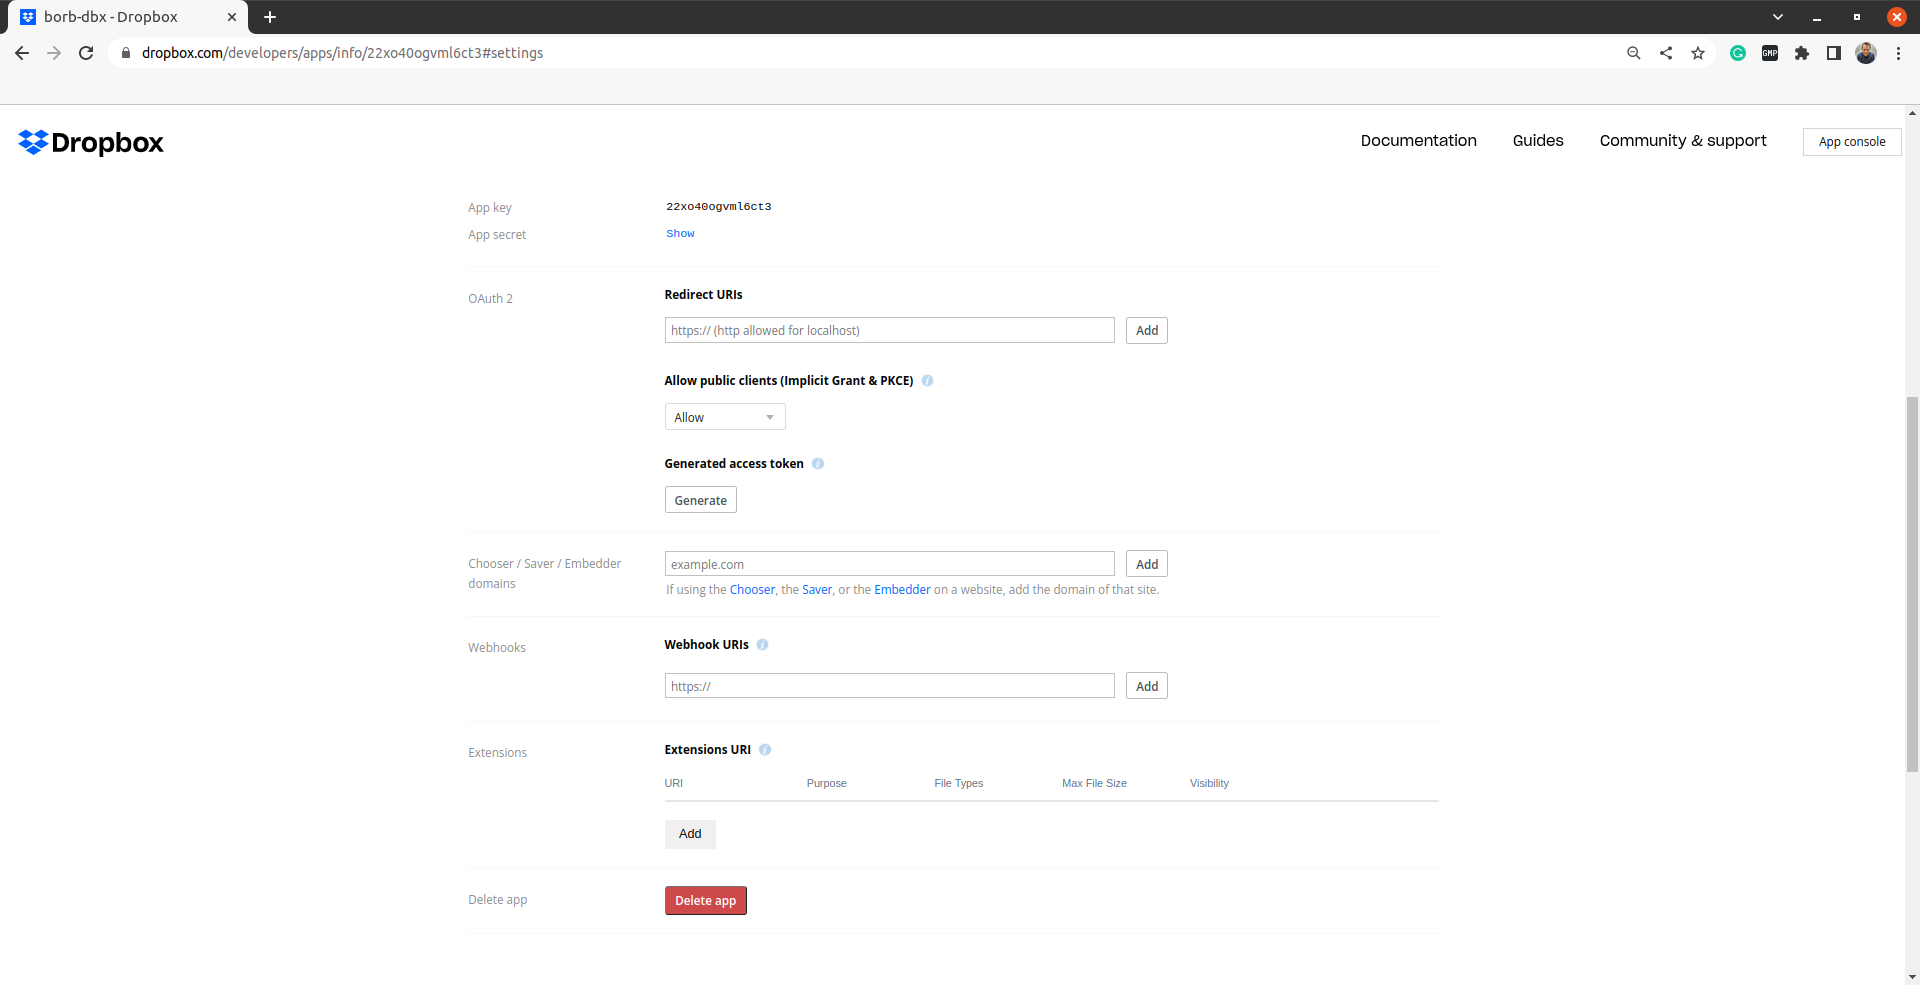 borb-dbx - Dropbox
dropbox.com/developers/apps/info/22xo40ogvml6ct3#settings
GMP
Dropbox
Documentation Guides Community & support App console
App key 22xo40ogvml6ct3
App secret Show
OAuth 2 Redirect URIs
https:// (http allowed for localhost) Add
Allow public clients (Implicit Grant & PKCE) i
Allow
Generated access token i
Generate
Chooser / Saver / Embedder domains
example.com Add
If using the Chooser, the Saver, or the Embedder on a website, add the domain of that site.
Webhooks Webhook URIs i
https:// Add
Extensions Extensions URI i
URI Purpose File Types Max File Size Visibility
Add
Delete app Delete app